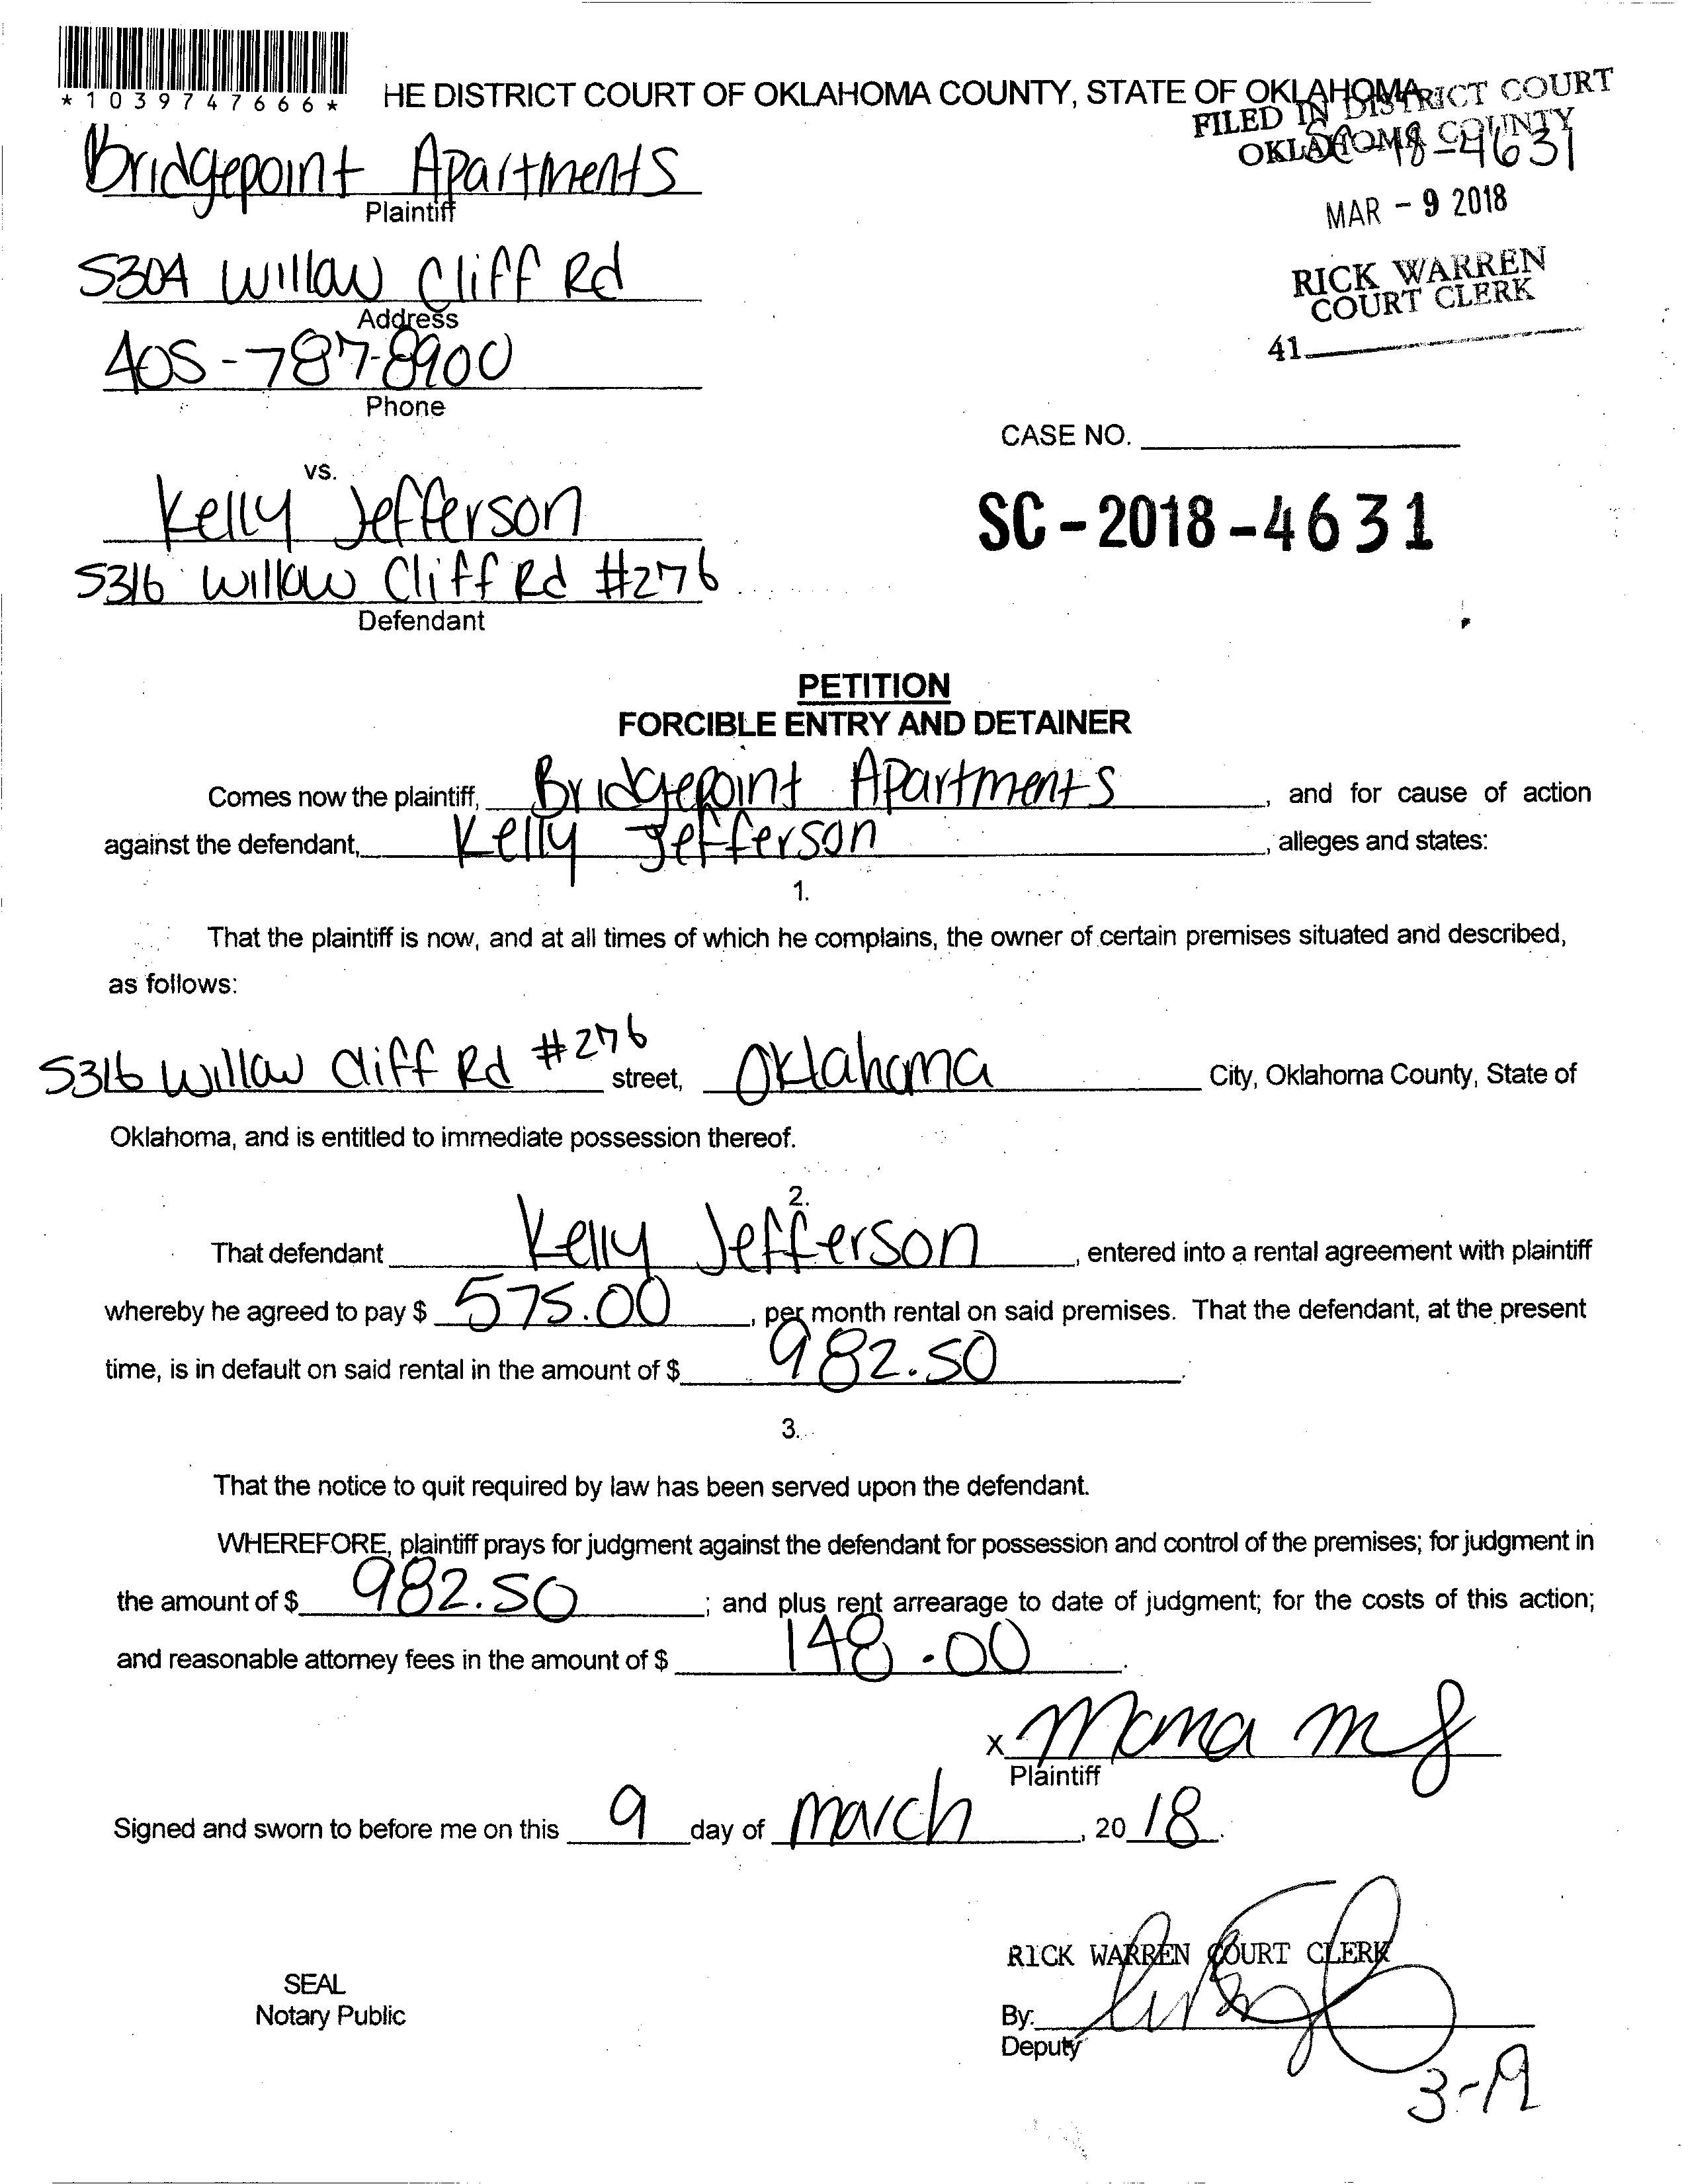 *1039747666*
HE DISTRICT COURT OF OKLAHOMA COUNTY, STATE OF OKLAHOMA
FILED IN DISTRICT COURT
OKLAHOMA COUNTY
SC-18-4631
MAR - 9 2018
RICK WARREN
COURT CLERK
41
Bridgepoint Apartments
Plaintiff
5304 Willow Cliff Rd
Address
405-787-8900
Phone
CASE NO.
vs.
Kelly Jefferson
SC-2018-4631
5316 Willow Cliff Rd #276
Defendant
PETITION
FORCIBLE ENTRY AND DETAINER
Comes now the plaintiff, Bridgepoint Apartments, and for cause of action
against the defendant, Kelly Jefferson, alleges and states:
1.
That the plaintiff is now, and at all times of which he complains, the owner of certain premises situated and described,
as follows:
5316 Willow Cliff Rd #276 street, Oklahoma City, Oklahoma County, State of
Oklahoma, and is entitled to immediate possession thereof.
2.
That defendant Kelly Jefferson, entered into a rental agreement with plaintiff
whereby he agreed to pay $ 575.00, per month rental on said premises. That the defendant, at the present
time, is in default on said rental in the amount of $ 982.50.
3.
That the notice to quit required by law has been served upon the defendant.
WHEREFORE, plaintiff prays for judgment against the defendant for possession and control of the premises; for judgment in
the amount of $ 982.50; and plus rent arrearage to date of judgment; for the costs of this action;
and reasonable attorney fees in the amount of $ 148.00.
x
Plaintiff
Signed and sworn to before me on this 9 day of March, 2018.
RICK WARREN COURT CLERK
SEAL
Notary Public
By:
Deputy
3-19